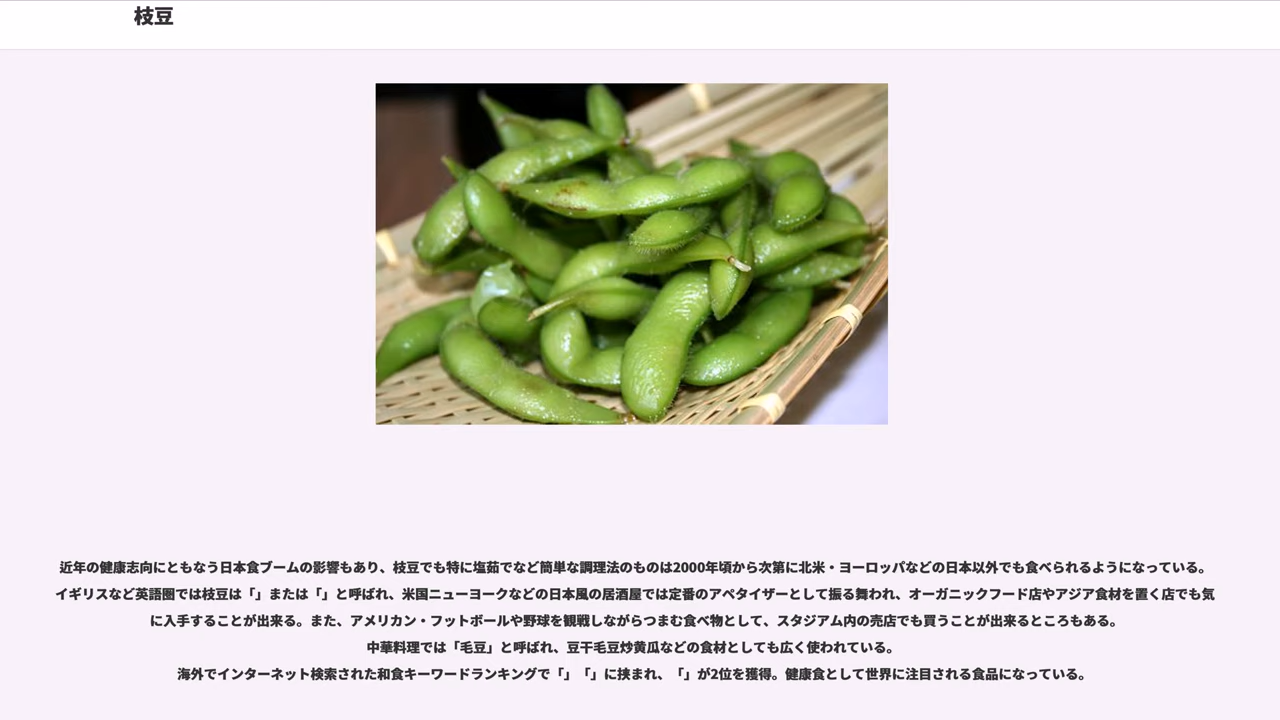 枝豆
近年の健康志向にともなう日本食ブームの影響もあり、枝豆でも特に塩茹でなど簡単な調理法のものは2000年頃から次第に北米・ヨーロッパなどの日本以外でも食べられるようになっている。
イギリスなど英語圏では枝豆は「」または「」と呼ばれ、米国ニューヨークなどの日本風の居酒屋では定番のアペタイザーとして振る舞われ、オーガニックフード店やアジア食材を置く店でも気
に入手することが出来る。また、アメリカン・フットボールや野球を観戦しながらつまむ食べ物として、スタジアム内の売店でも買うことが出来るところもある。
中華料理では「毛豆」と呼ばれ、豆干毛豆炒黄瓜などの食材としても広く使われている。
海外でインターネット検索された和食キーワードランキングで「」「」に挟まれ、「」が2位を獲得。健康食として世界に注目される食品になっている。